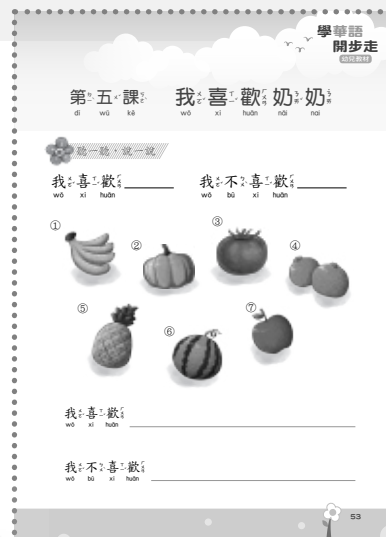 學華語
開步走
幼兒教材
第五課 我喜歡奶奶
dì wǔ kè wǒ xǐ huān nǎi nai
聽一聽，說一說
我喜歡______ 我不喜歡______
wǒ xǐ huān wǒ bù xǐ huān
①
②
③
④
⑤
⑥
⑦
我喜歡
wǒ xǐ huān
我不喜歡
wǒ bù xǐ huān
53